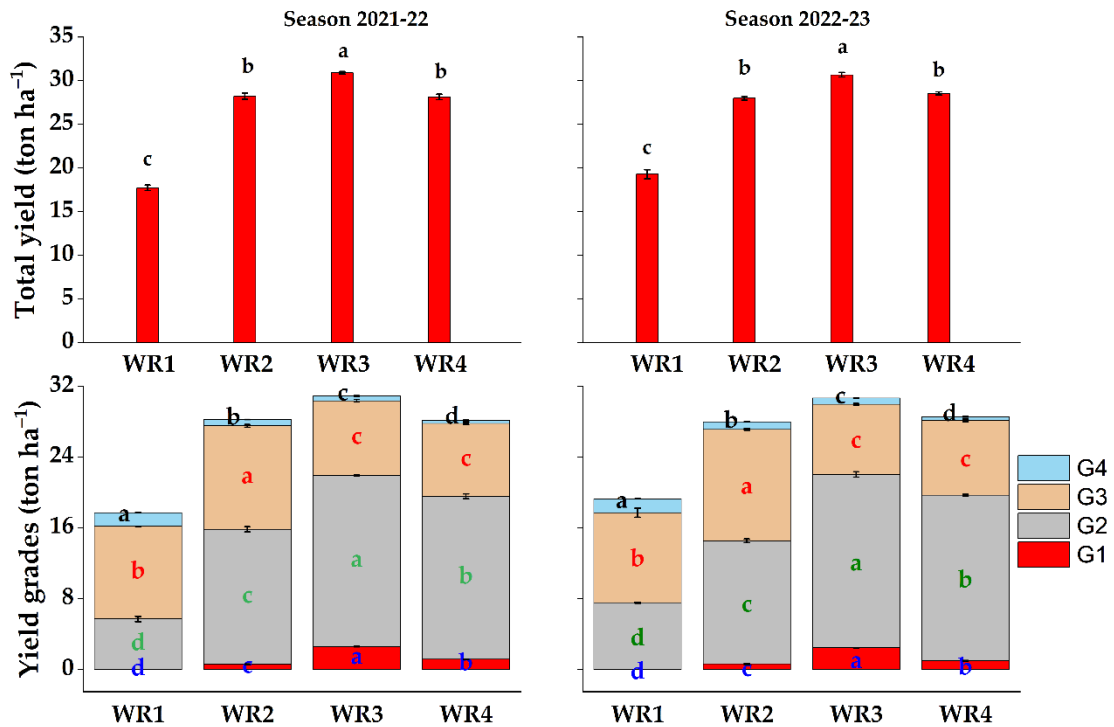 Season 2021-22
Season 2022-23
Total yield (ton ha⁻¹)
35
30
25
20
15
10
5
0
c
b
a
b
WR1 WR2 WR3 WR4
c
b
a
b
WR1 WR2 WR3 WR4
Yield grades (ton ha⁻¹)
32
24
16
8
0
a
b
d
d
b
a
c
c
c
c
a
a
d
c
b
b
WR1 WR2 WR3 WR4
a
b
d
d
b
a
c
c
c
c
a
a
d
c
b
b
WR1 WR2 WR3 WR4
G4
G3
G2
G1